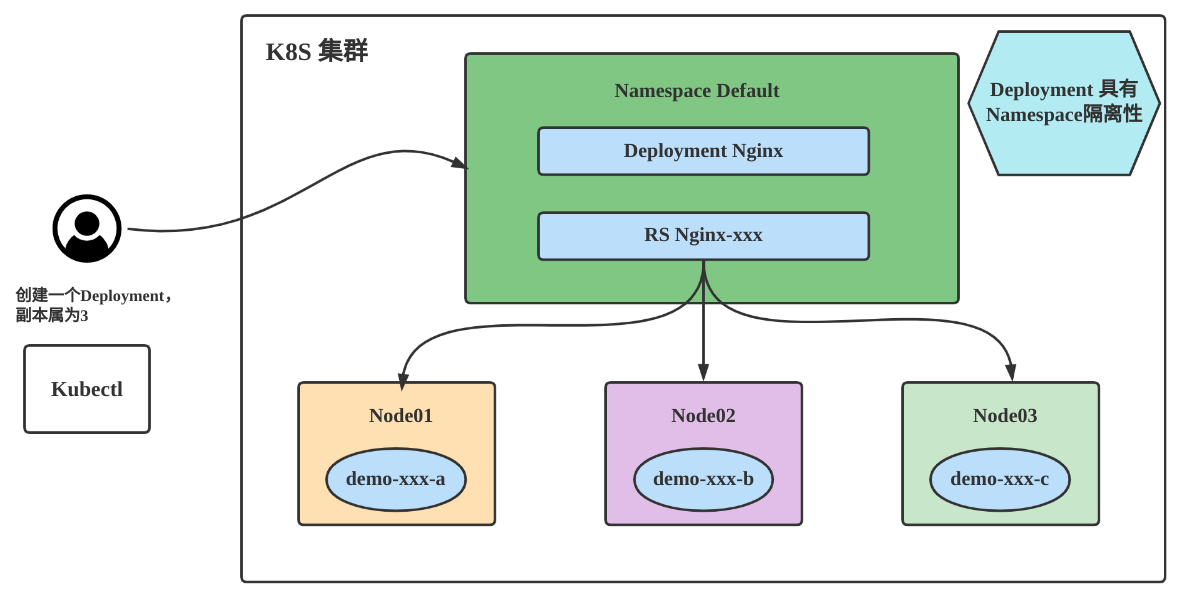 K8S 集群
Namespace Default
Deployment 具有
Namespace隔离性
Deployment Nginx
RS Nginx-xxx
创建一个Deployment，
副本属为3
Kubectl
Node01
Node02
Node03
demo-xxx-a
demo-xxx-b
demo-xxx-c